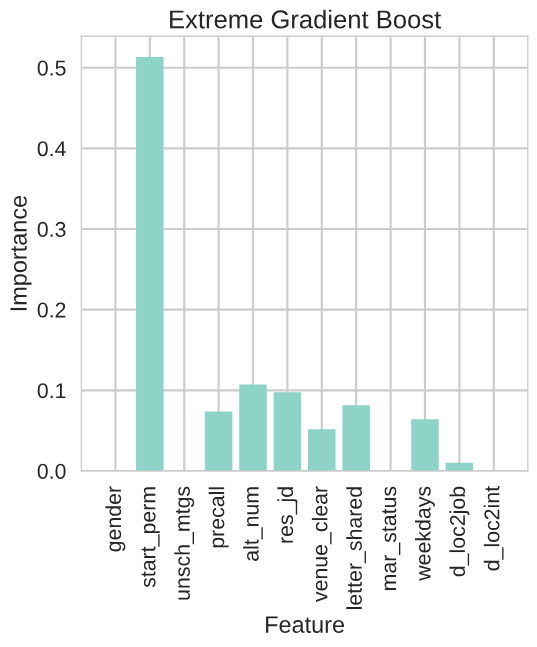 Extreme Gradient Boost
Importance
0.5
0.4
0.3
0.2
0.1
0.0
gender
start_perm
unsch_mtgs
precall
alt_num
res_jd
venue_clear
letter_shared
mar_status
weekdays
d_loc2job
d_loc2int
Feature